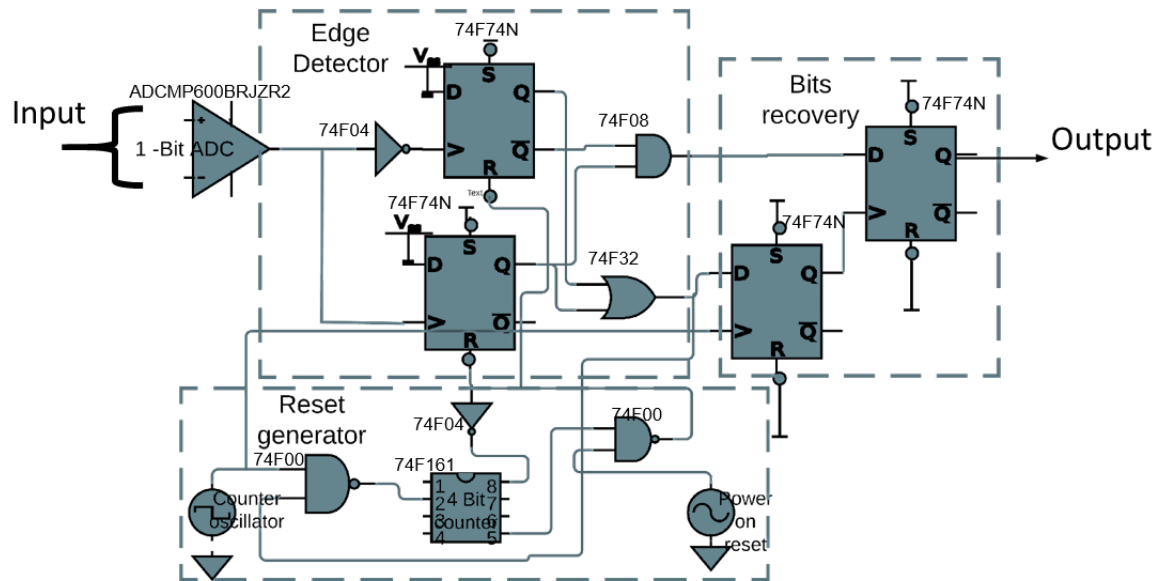 Input
ADCMP600BRJZR2
1 -Bit ADC
Edge
Detector
74F04
74F74N
S
D
Q
Q
R
Text
74F74N
S
D
Q
Q
R
74F08
74F32
Bits
recovery
74F74N
S
D
Q
Q
R
74F74N
S
D
Q
Q
R
Output
Reset
generator
74F00
Counter
oscillator
74F04
74F161
1
2
3
4
4 Bit
counter
8
7
6
5
74F00
Power
on
reset